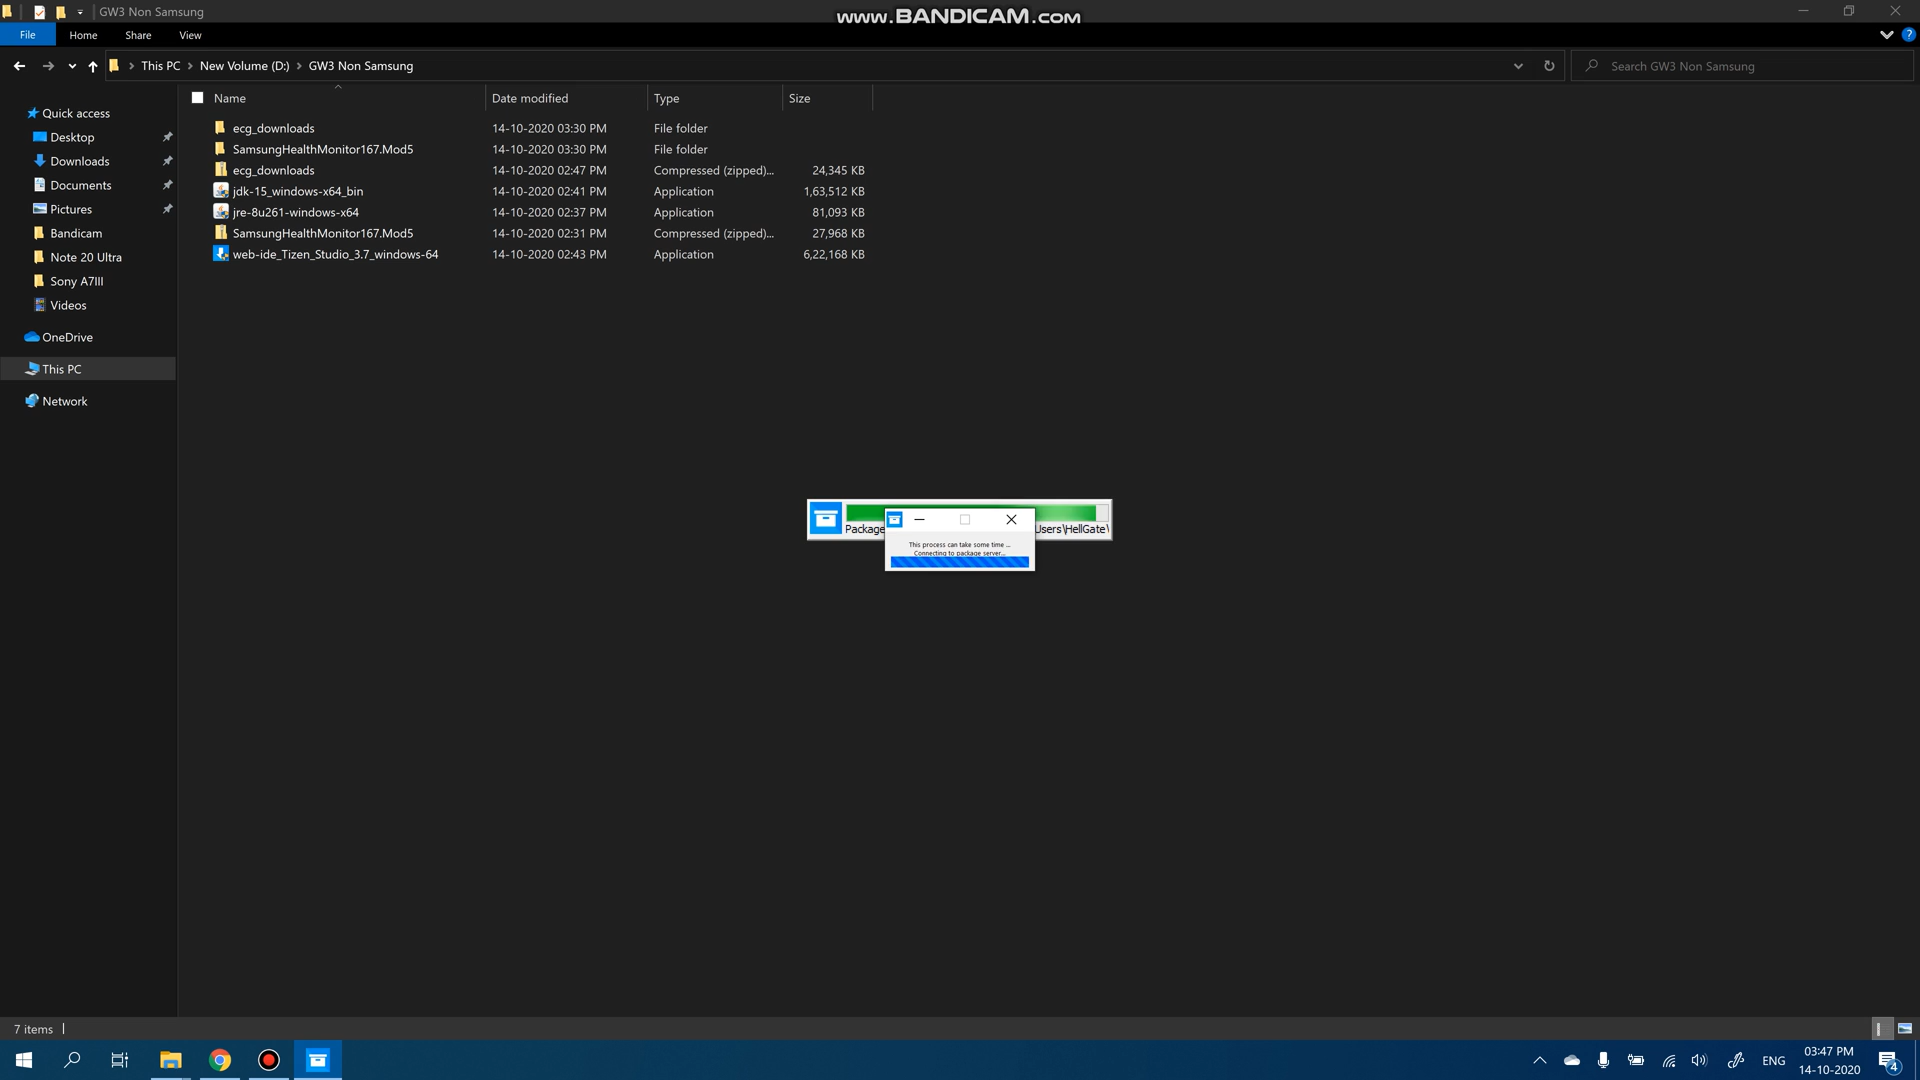 GW3 Non Samsung
www.BANDICAM.com
File Home Share View
This PC New Volume (D:) GW3 Non Samsung
Search GW3 Non Samsung
Name Date modified Type Size
ecg_downloads 14-10-2020 03:30 PM File folder
SamsungHealthMonitor167.Mod5 14-10-2020 03:30 PM File folder
ecg_downloads 14-10-2020 02:47 PM Compressed (zipped)... 24,345 KB
jdk-15_windows-x64_bin 14-10-2020 02:41 PM Application 1,63,512 KB
jre-8u261-windows-x64 14-10-2020 02:37 PM Application 81,093 KB
SamsungHealthMonitor167.Mod5 14-10-2020 02:31 PM Compressed (zipped)... 27,968 KB
web-ide_Tizen_Studio_3.7_windows-64 14-10-2020 02:43 PM Application 6,22,168 KB
Quick access
Desktop
Downloads
Documents
Pictures
Bandicam
Note 20 Ultra
Sony A7III
Videos
OneDrive
This PC
Network
Package Users\HellGate\
This process can take some time ...
Connecting to package server...
7 items
ENG
03:47 PM
14-10-2020
4